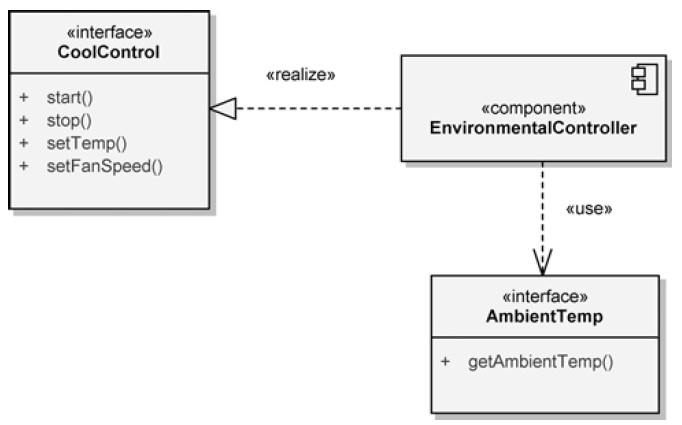 «interface»
CoolControl
+ start()
+ stop()
+ setTemp()
+ setFanSpeed()
«realize»
«component»
EnvironmentalController
«use»
«interface»
AmbientTemp
+ getAmbientTemp()